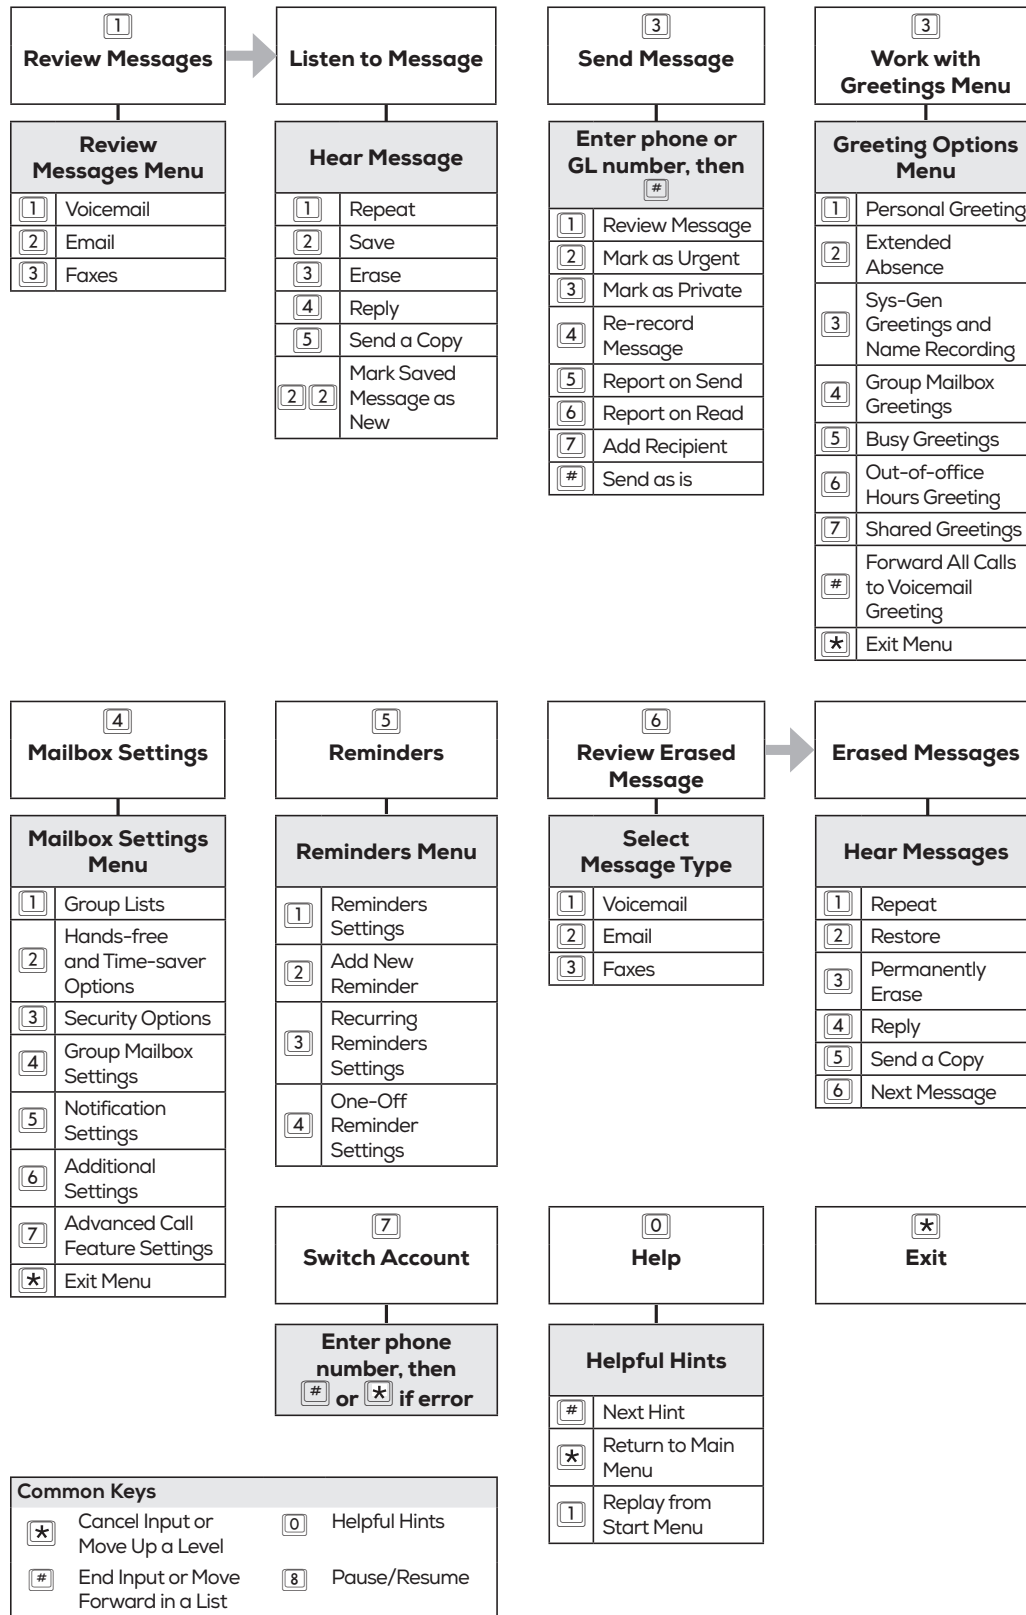 1
Review Messages
Listen to Message
Review
Messages Menu
1 Voicemail
2 Email
3 Faxes
Hear Message
1 Repeat
2 Save
3 Erase
4 Reply
5 Send a Copy
2 2 Mark Saved
Message as
New
3
Send Message
Enter phone or
GL number, then
#
1 Review Message
2 Mark as Urgent
3 Mark as Private
4 Re-record
Message
5 Report on Send
6 Report on Read
7 Add Recipient
# Send as is
3
Work with
Greetings Menu
Greeting Options
Menu
1 Personal Greeting
2 Extended
Absence
3 Sys-Gen
Greetings and
Name Recording
4 Group Mailbox
Greetings
5 Busy Greetings
6 Out-of-office
Hours Greeting
7 Shared Greetings
# Forward All Calls
to Voicemail
Greeting
* Exit Menu
4
Mailbox Settings
Mailbox Settings
Menu
1 Group Lists
2 Hands-free
and Time-saver
Options
3 Security Options
4 Group Mailbox
Settings
5 Notification
Settings
6 Additional
Settings
7 Advanced Call
Feature Settings
* Exit Menu
5
Reminders
Reminders Menu
1 Reminders
Settings
2 Add New
Reminder
3 Recurring
Reminders
Settings
4 One-Off
Reminder
Settings
6
Review Erased
Message
Select
Message Type
1 Voicemail
2 Email
3 Faxes
Erased Messages
Hear Messages
1 Repeat
2 Restore
3 Permanently
Erase
4 Reply
5 Send a Copy
6 Next Message
7
Switch Account
Enter phone
number, then
# or * if error
0
Help
Helpful Hints
# Next Hint
* Return to Main
Menu
1 Replay from
Start Menu
*
Exit
Common Keys
* Cancel Input or
Move Up a Level
0 Helpful Hints
# End Input or Move
Forward in a List
8 Pause/Resume